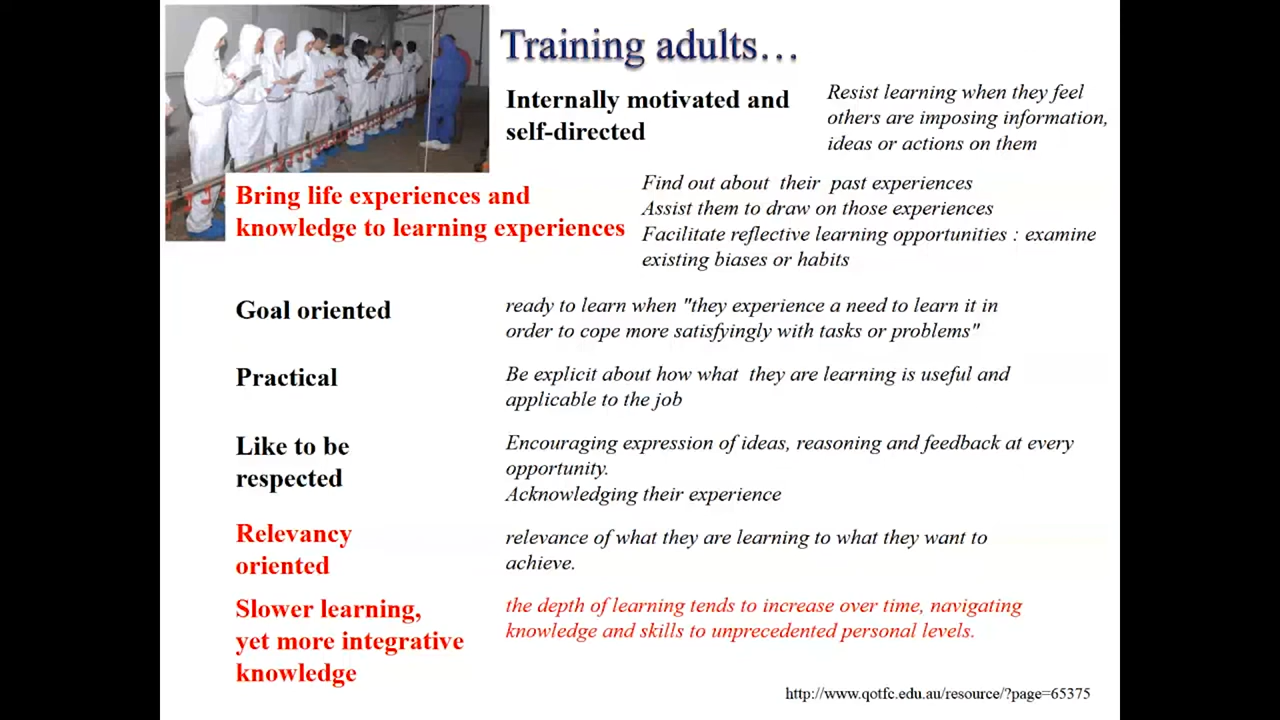 Training adults…
Internally motivated and
self-directed
Resist learning when they feel
others are imposing information,
ideas or actions on them
Bring life experiences and
knowledge to learning experiences
Find out about their past experiences
Assist them to draw on those experiences
Facilitate reflective learning opportunities : examine
existing biases or habits
Goal oriented
ready to learn when "they experience a need to learn it in
order to cope more satisfyingly with tasks or problems"
Practical
Be explicit about how what they are learning is useful and
applicable to the job
Like to be
respected
Encouraging expression of ideas, reasoning and feedback at every
opportunity.
Acknowledging their experience
Relevancy
oriented
relevance of what they are learning to what they want to
achieve.
Slower learning,
yet more integrative
knowledge
the depth of learning tends to increase over time, navigating
knowledge and skills to unprecedented personal levels.
http://www.qotfc.edu.au/resource/?page=65375